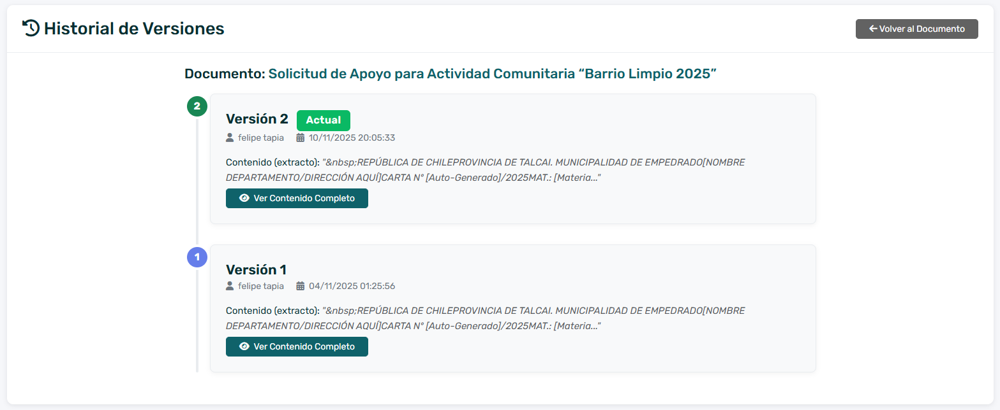 Historial de Versiones
Volver al Documento
Documento: Solicitud de Apoyo para Actividad Comunitaria “Barrio Limpio 2025”
2
Versión 2 Actual
felipe tapia 10/11/2025 20:05:33
Contenido (extracto): "&nbsp;REPÚBLICA DE CHILEPROVINCIA DE TALCAI. MUNICIPALIDAD DE EMPEDRADO[NOMBRE
DEPARTAMENTO/DIRECCIÓN AQUÍ]CARTA Nº [Auto-Generado]/2025MAT.: [Materia..."
Ver Contenido Completo
1
Versión 1
felipe tapia 04/11/2025 01:25:56
Contenido (extracto): "&nbsp;REPÚBLICA DE CHILEPROVINCIA DE TALCAI. MUNICIPALIDAD DE EMPEDRADO[NOMBRE
DEPARTAMENTO/DIRECCIÓN AQUÍ]CARTA Nº [Auto-Generado]/2025MAT.: [Materia..."
Ver Contenido Completo